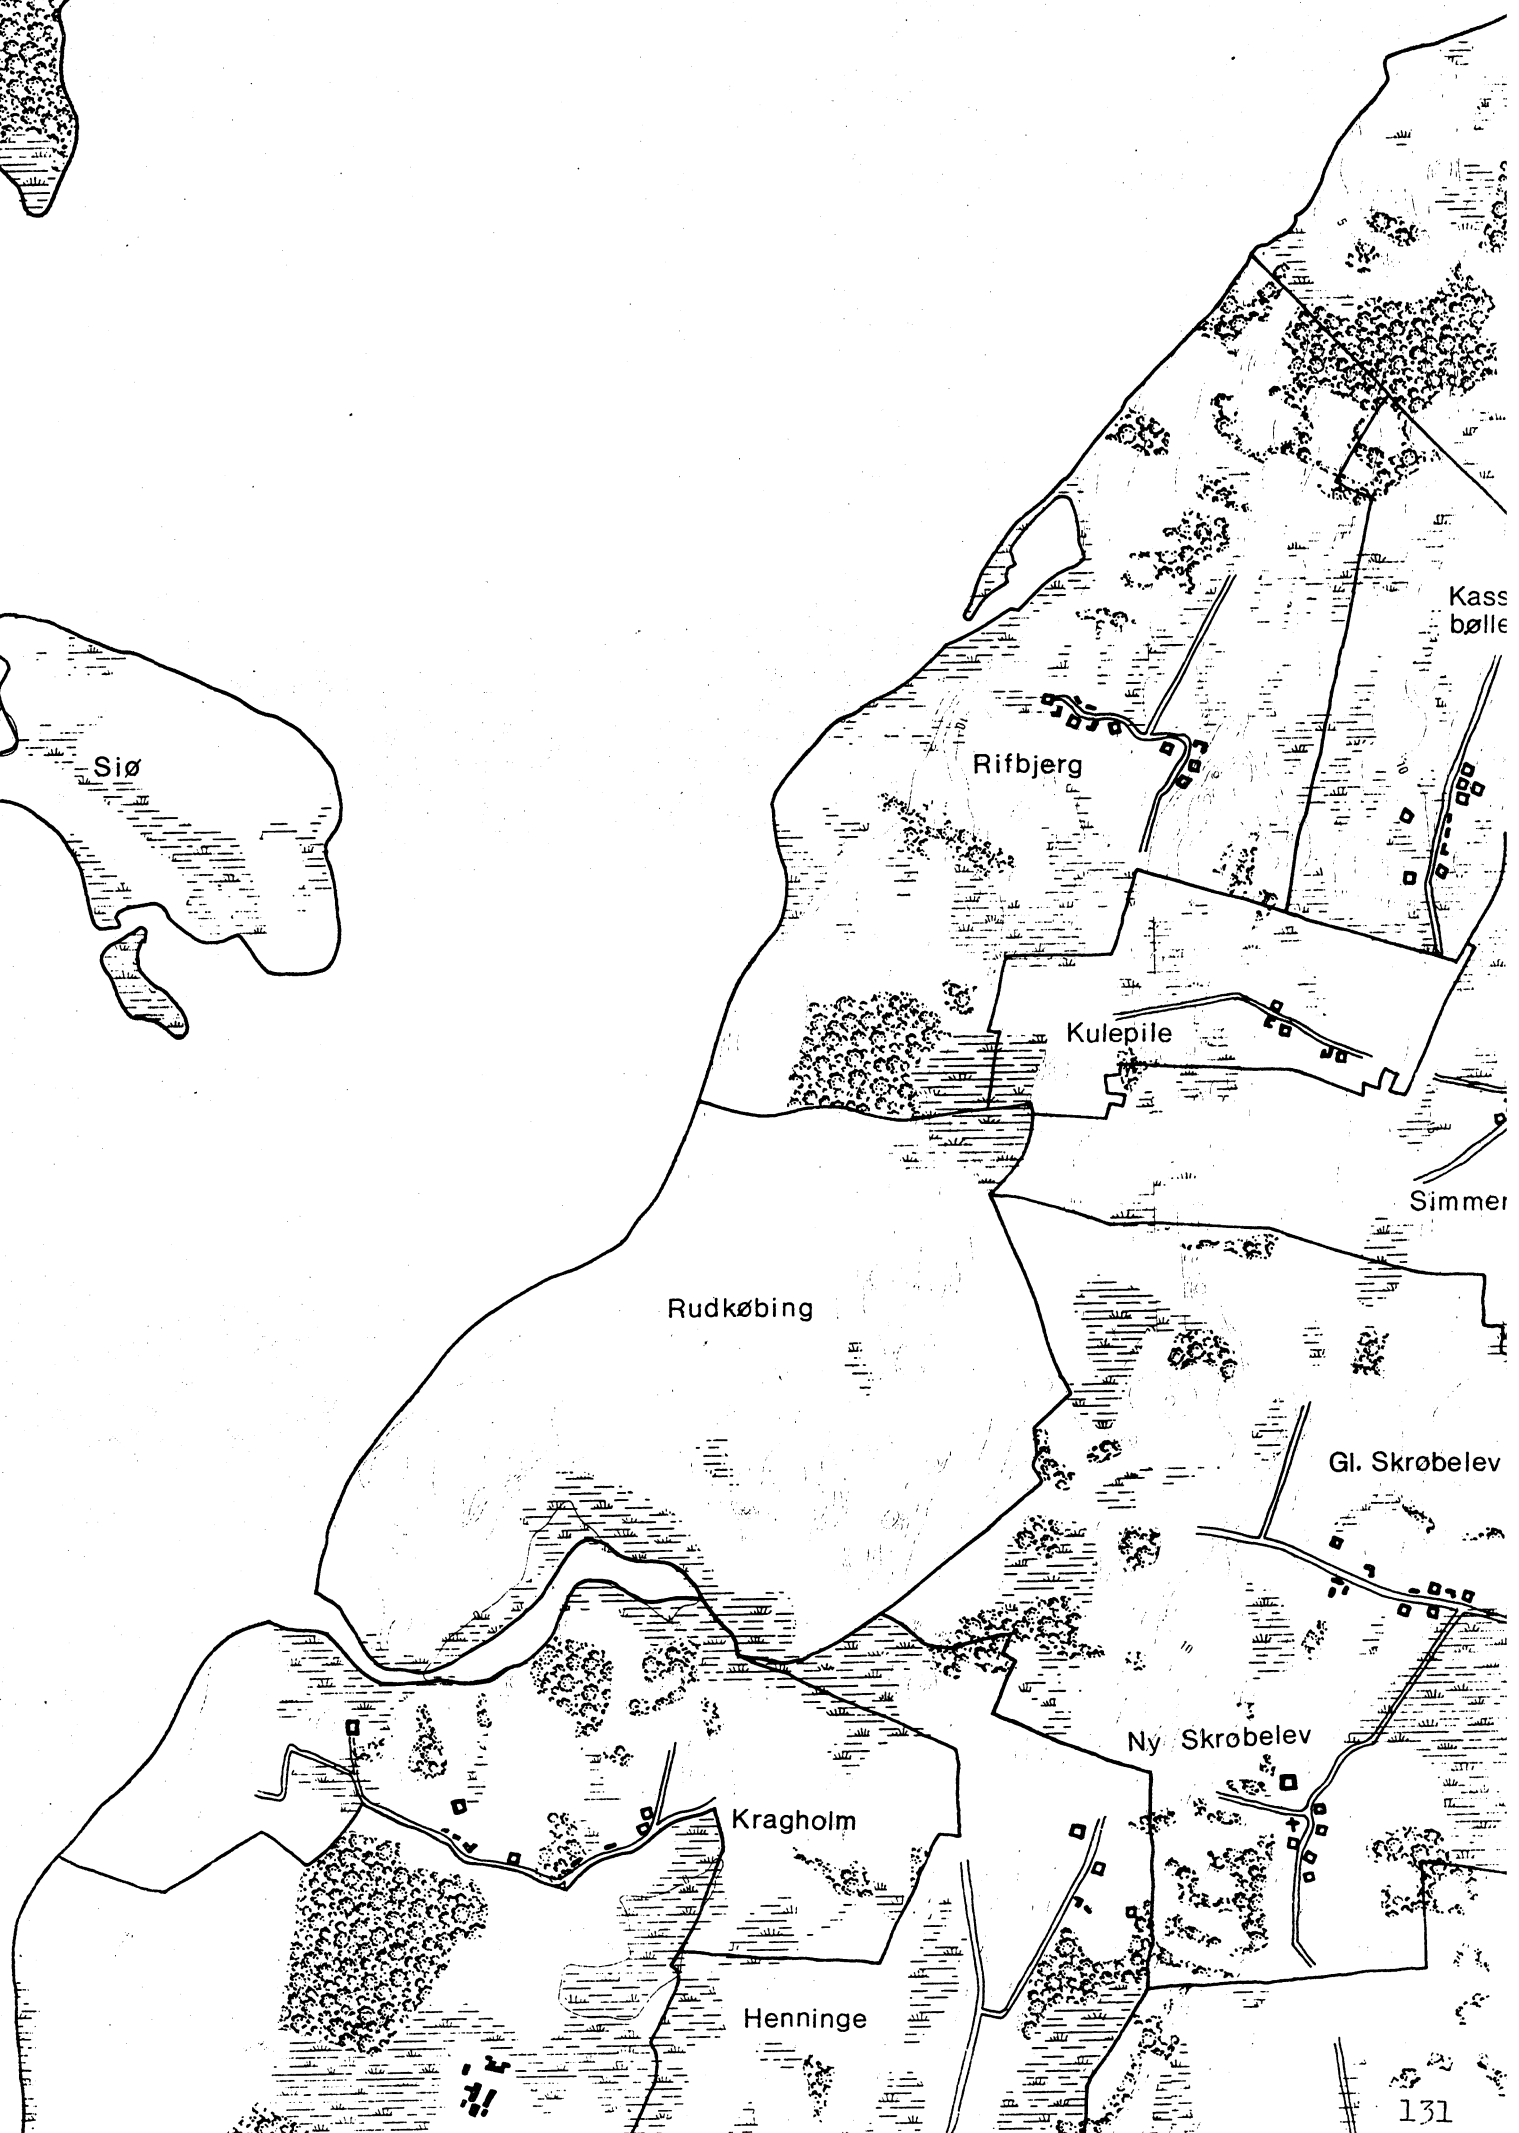 Kass
bølle
Siø
Rifbjerg
Kulepile
Simmer
Rudkøbing
Gl. Skrøbelev
Ny Skrøbelev
Kragholm
Henninge
131